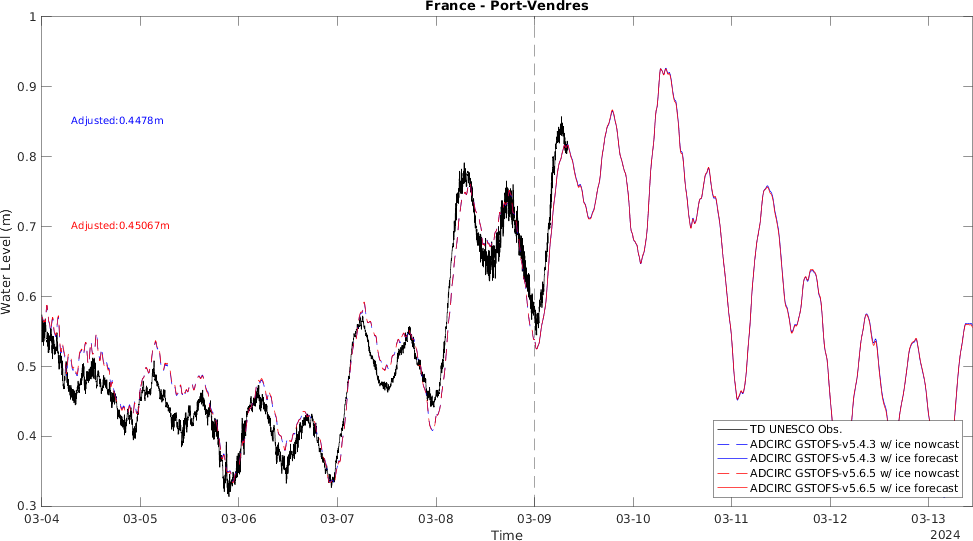 France - Port-Vendres
1
0.9
0.8
0.7
0.6
0.5
0.4
0.3
Water Level (m)
Adjusted:0.4478m
Adjusted:0.45067m
TD UNESCO Obs.
ADCIRC GSTOFS-v5.4.3 w/ ice nowcast
ADCIRC GSTOFS-v5.4.3 w/ ice forecast
ADCIRC GSTOFS-v5.6.5 w/ ice nowcast
ADCIRC GSTOFS-v5.6.5 w/ ice forecast
03-04 03-05 03-06 03-07 03-08 03-09 03-10 03-11 03-12 03-13
Time
2024